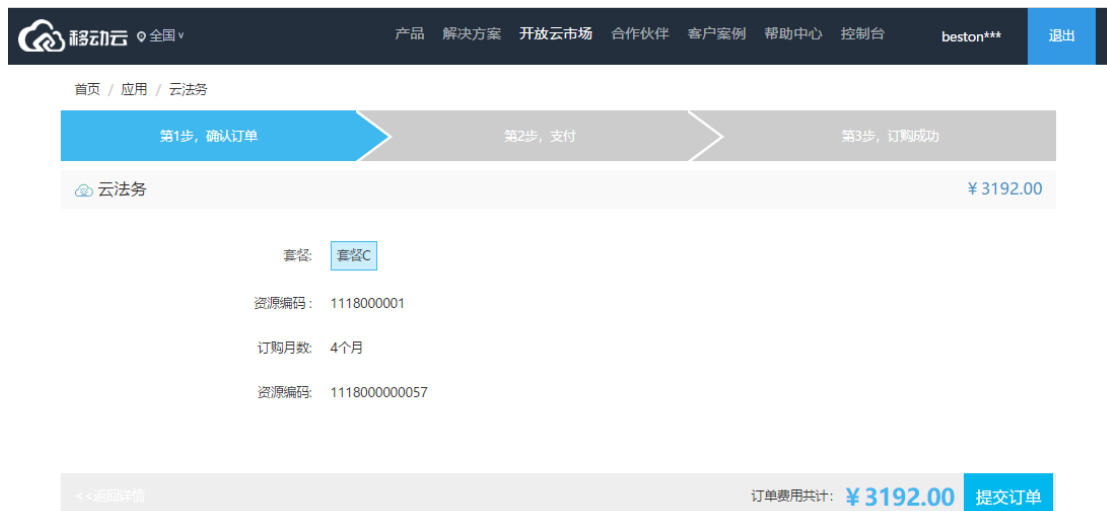 移动云 全国 产品 解决方案 开放云市场 合作伙伴 客户案例 帮助中心 控制台 beston*** 退出
首页 / 应用 / 云法务
第1步, 确认订单 第2步, 支付 第3步, 订购成功
云法务 ¥3192.00
套餐: 套餐C
资源编码: 1118000001
订购月数: 4个月
资源编码: 1118000000057
<<返回详情 订单费用共计: ¥3192.00 提交订单